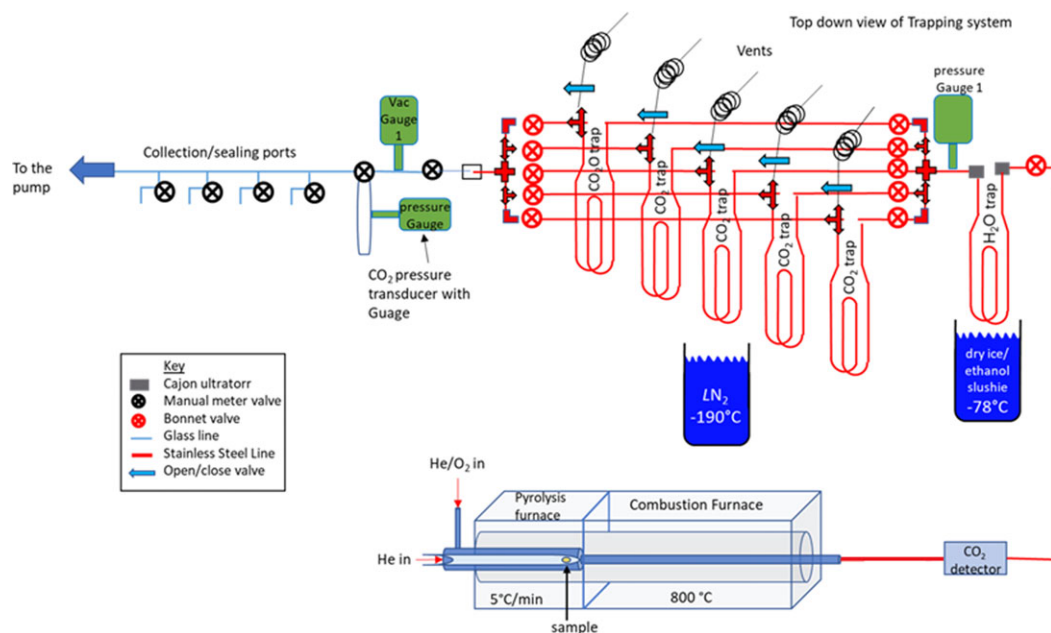 Top down view of Trapping system
Vents
pressure
Gauge 1
Vac
Gauge
1
Collection/sealing ports
To the
pump
pressure
Gauge
CO₂ pressure
transducer with
Guage
CO₂O trap
CO₂ trap
CO₂ trap
CO₂ trap
CO₂ trap
H₂O trap
LN₂
-190°C
dry ice/
ethanol
slushie
-78°C
Key
Cajon ultratorr
Manual meter valve
Bonnet valve
Glass line
Stainless Steel Line
Open/close valve
He/O₂ in
Pyrolysis
furnace
Combustion Furnace
He in
CO₂
detector
5°C/min
800 °C
sample